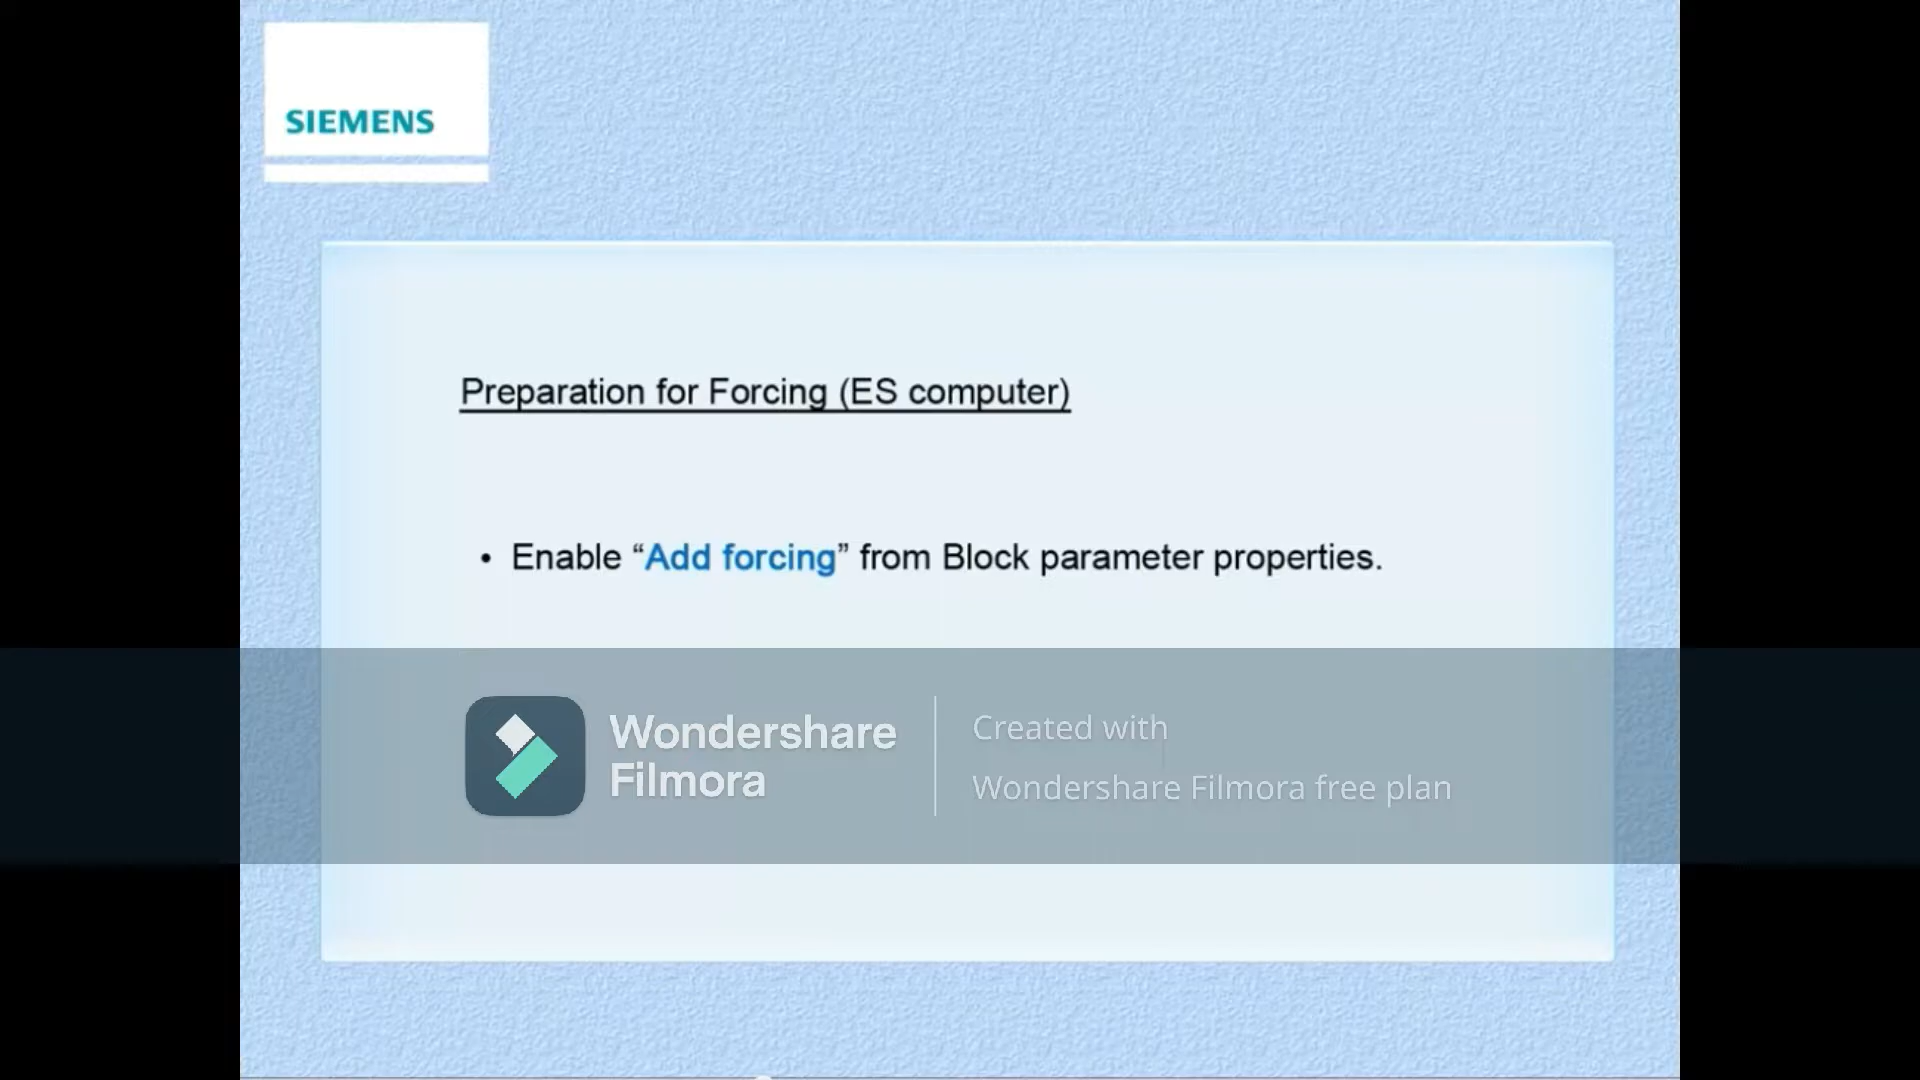 SIEMENS
Preparation for Forcing (ES computer)
• Enable “Add forcing” from Block parameter properties.
Wondershare
Filmora
Created with
Wondershare Filmora free plan